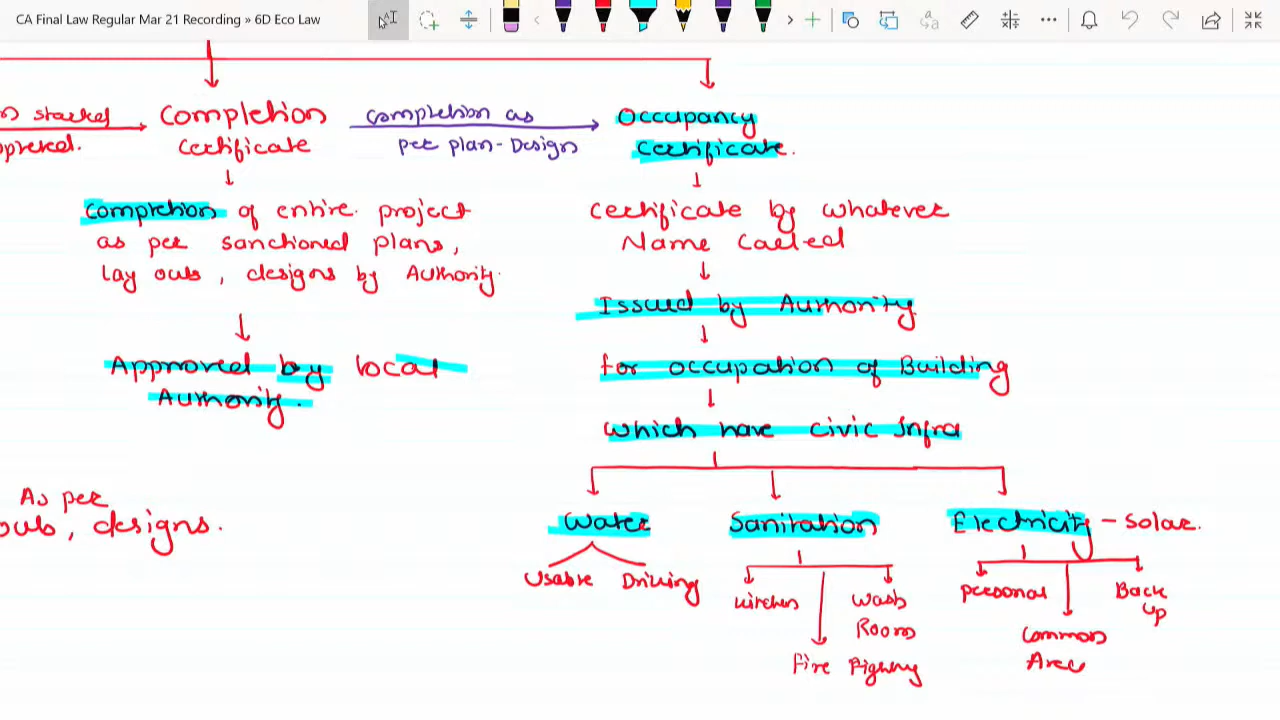 CA Final Law Regular Mar 21 Recording » 6D Eco Law
Completion
Certificate
completion as
per plan-Design
Occupancy
Certificate.
Completion of entire project
as per sanctioned plans,
lay outs, designs by Authority.
Approved by local
Authority.
Certificate by whatever
Name Called
Issued by Authority
for occupation of Building
which have civic Infra
As per
outs, designs.
Water
Sanitation
Electricity - Solar.
Usable Drinking
kitchen
Wash
Room
Fire Fighting
personal
Common
Area
Back
up